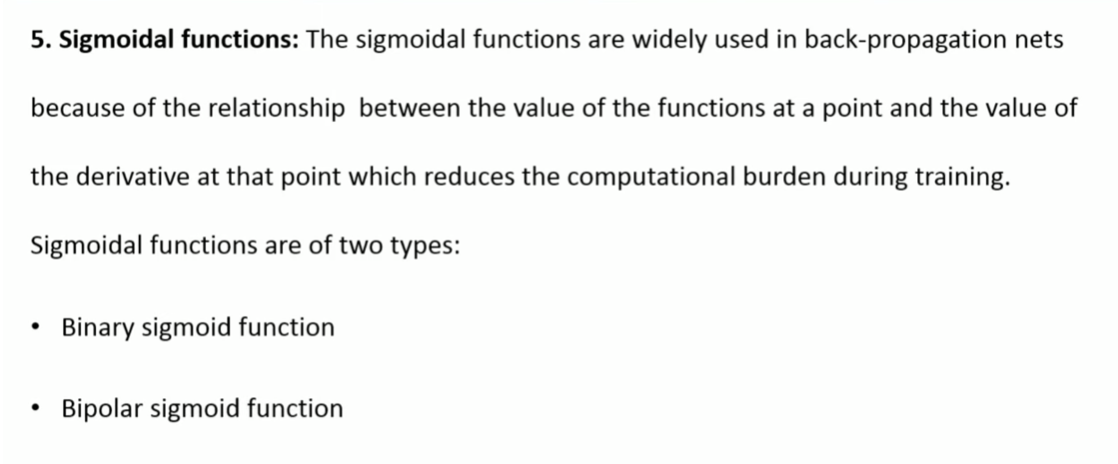 5. Sigmoidal functions: The sigmoidal functions are widely used in back-propagation nets
because of the relationship between the value of the functions at a point and the value of
the derivative at that point which reduces the computational burden during training.
Sigmoidal functions are of two types:
• Binary sigmoid function
• Bipolar sigmoid function